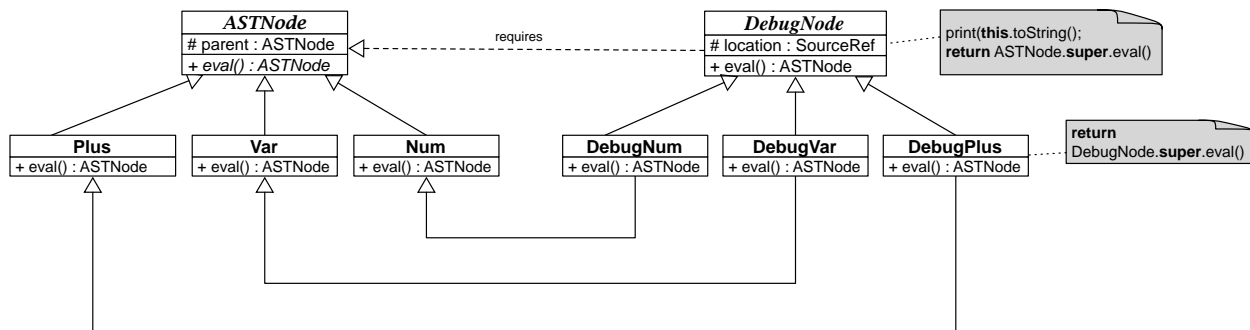 ASTNode
# parent : ASTNode
+ eval() : ASTNode
requires
DebugNode
# location : SourceRef
+ eval() : ASTNode
print(this.toString();
return ASTNode.super.eval()
Plus
+ eval() : ASTNode
Var
+ eval() : ASTNode
Num
+ eval() : ASTNode
DebugNum
+ eval() : ASTNode
DebugVar
+ eval() : ASTNode
DebugPlus
+ eval() : ASTNode
return
DebugNode.super.eval()